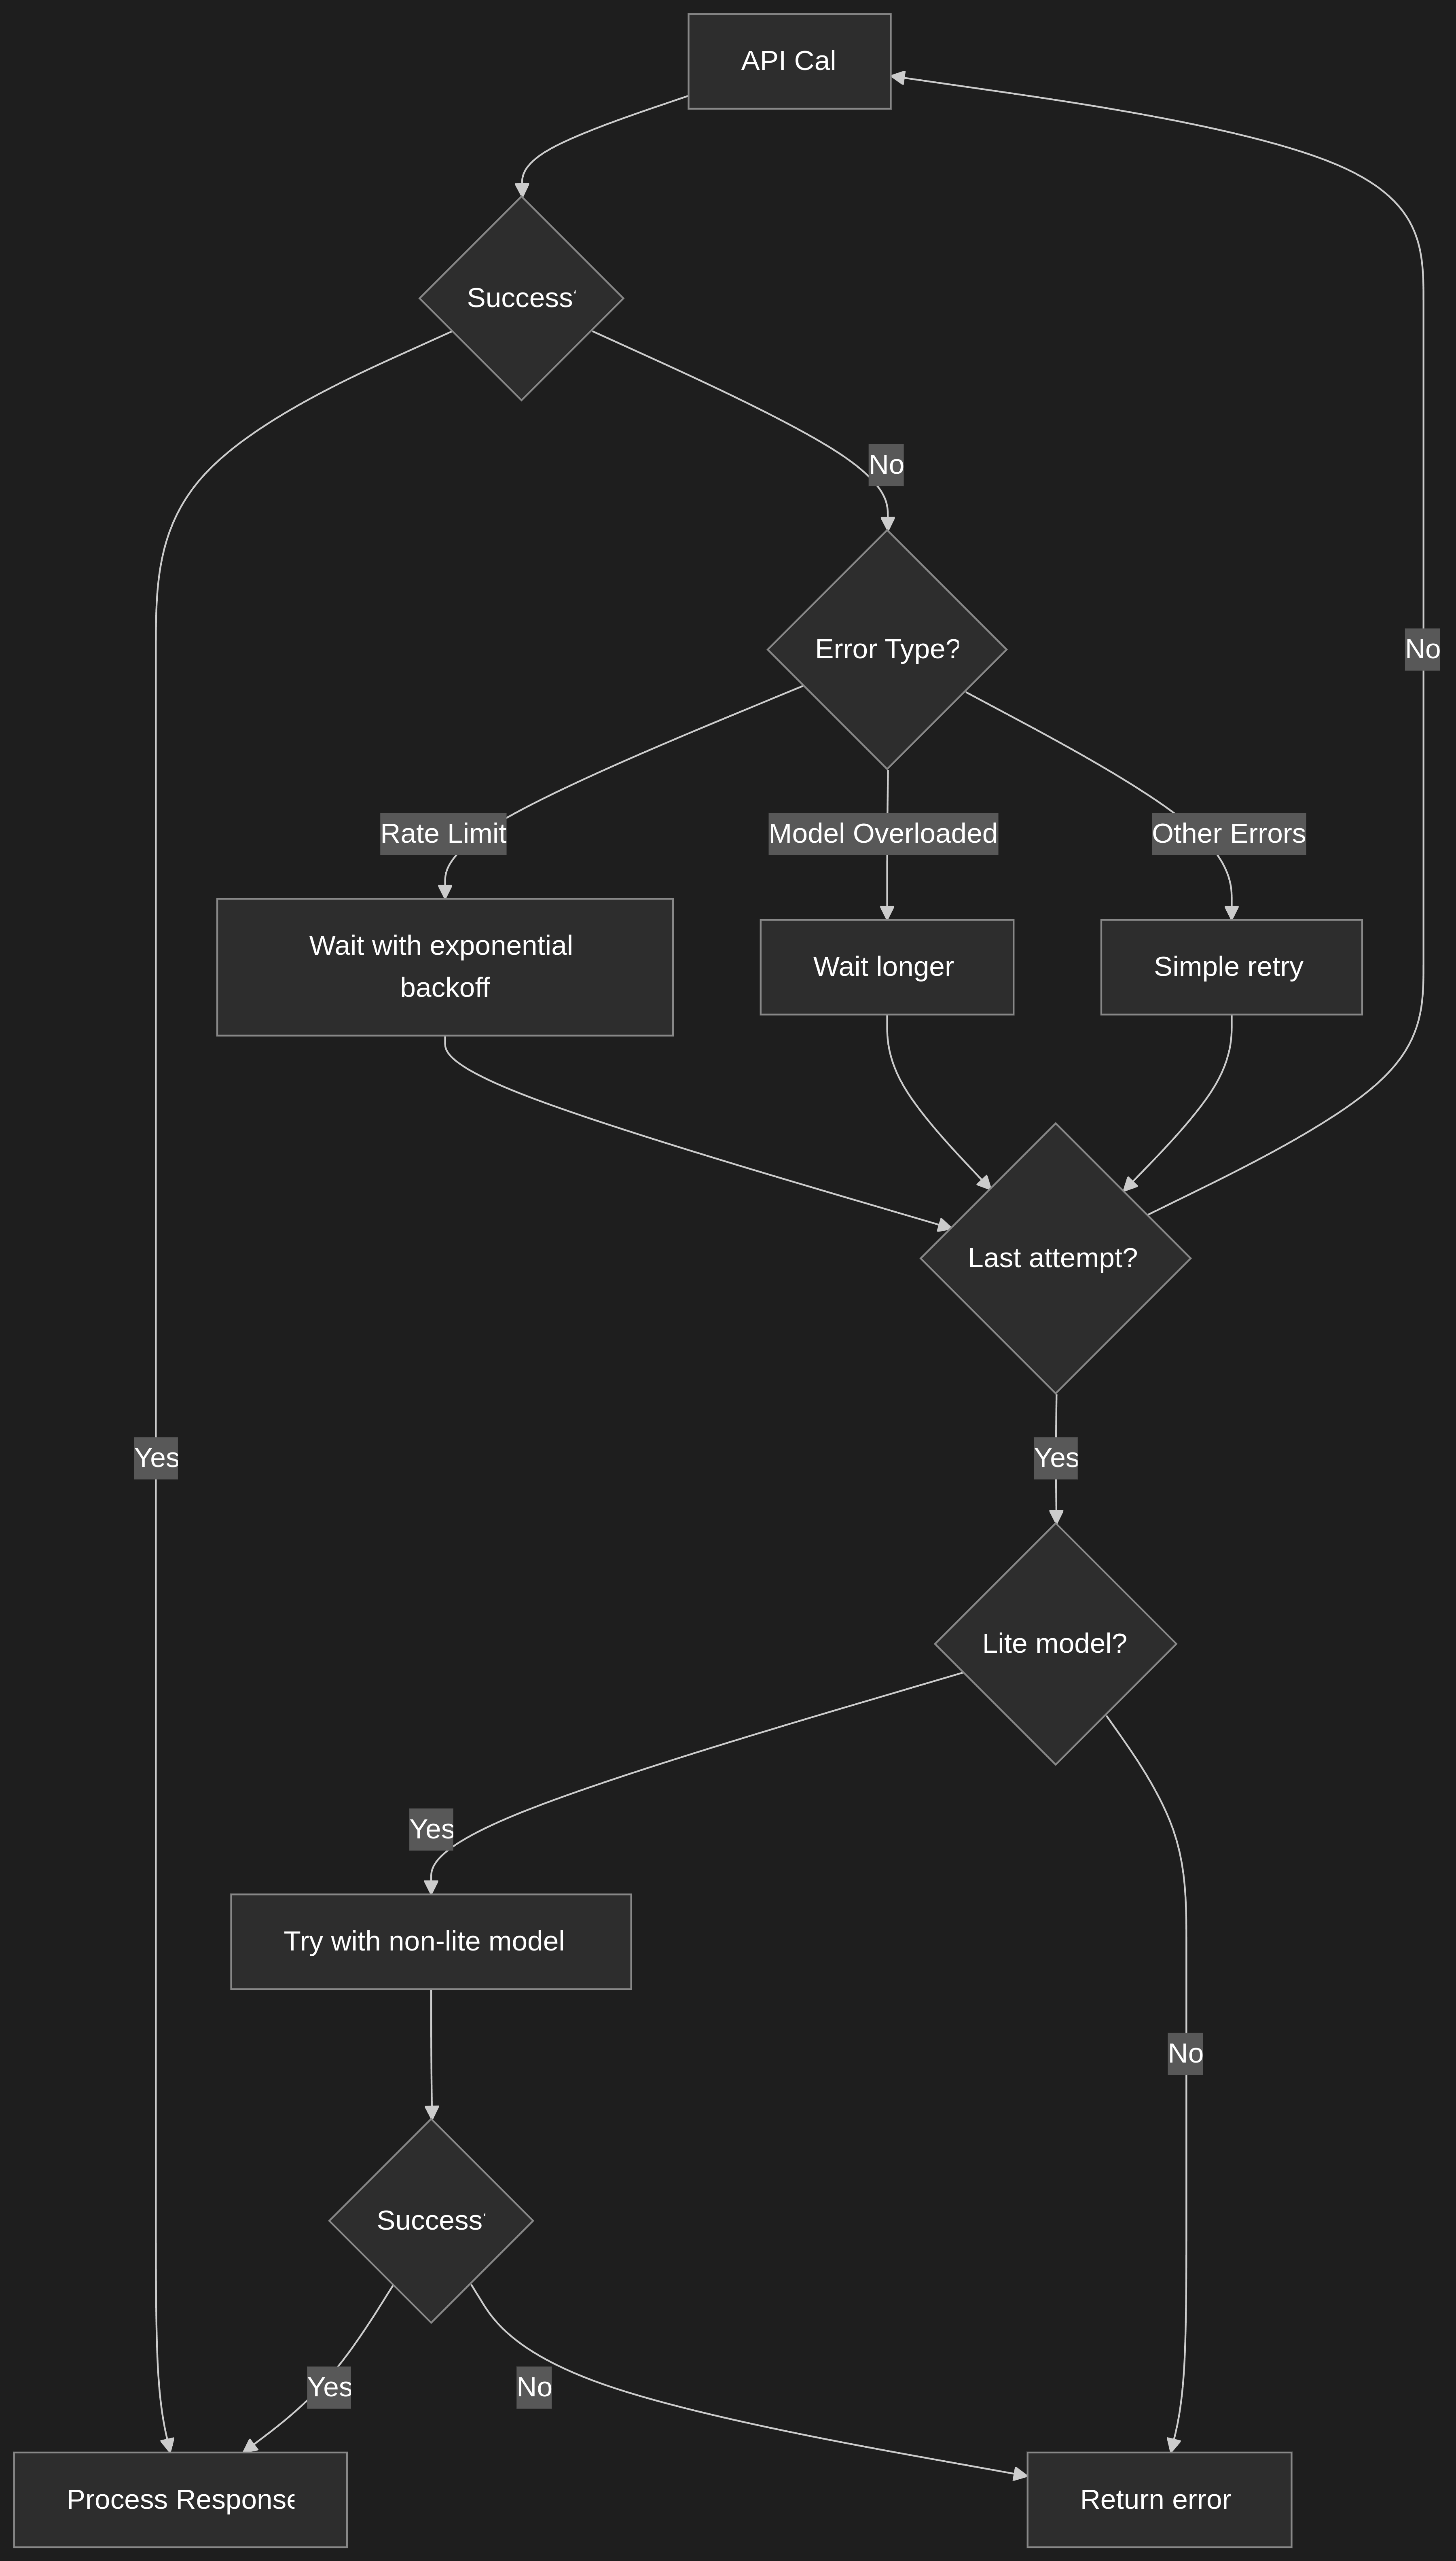 API Cal
Success
No
Error Type?
No
Rate Limit
Model Overloaded
Other Errors
Wait with exponential
backoff
Wait longer
Simple retry
Last attempt?
Yes
Yes
Lite model?
Yes
Try with non-lite model
No
Success
Yes
No
Process Response
Return error